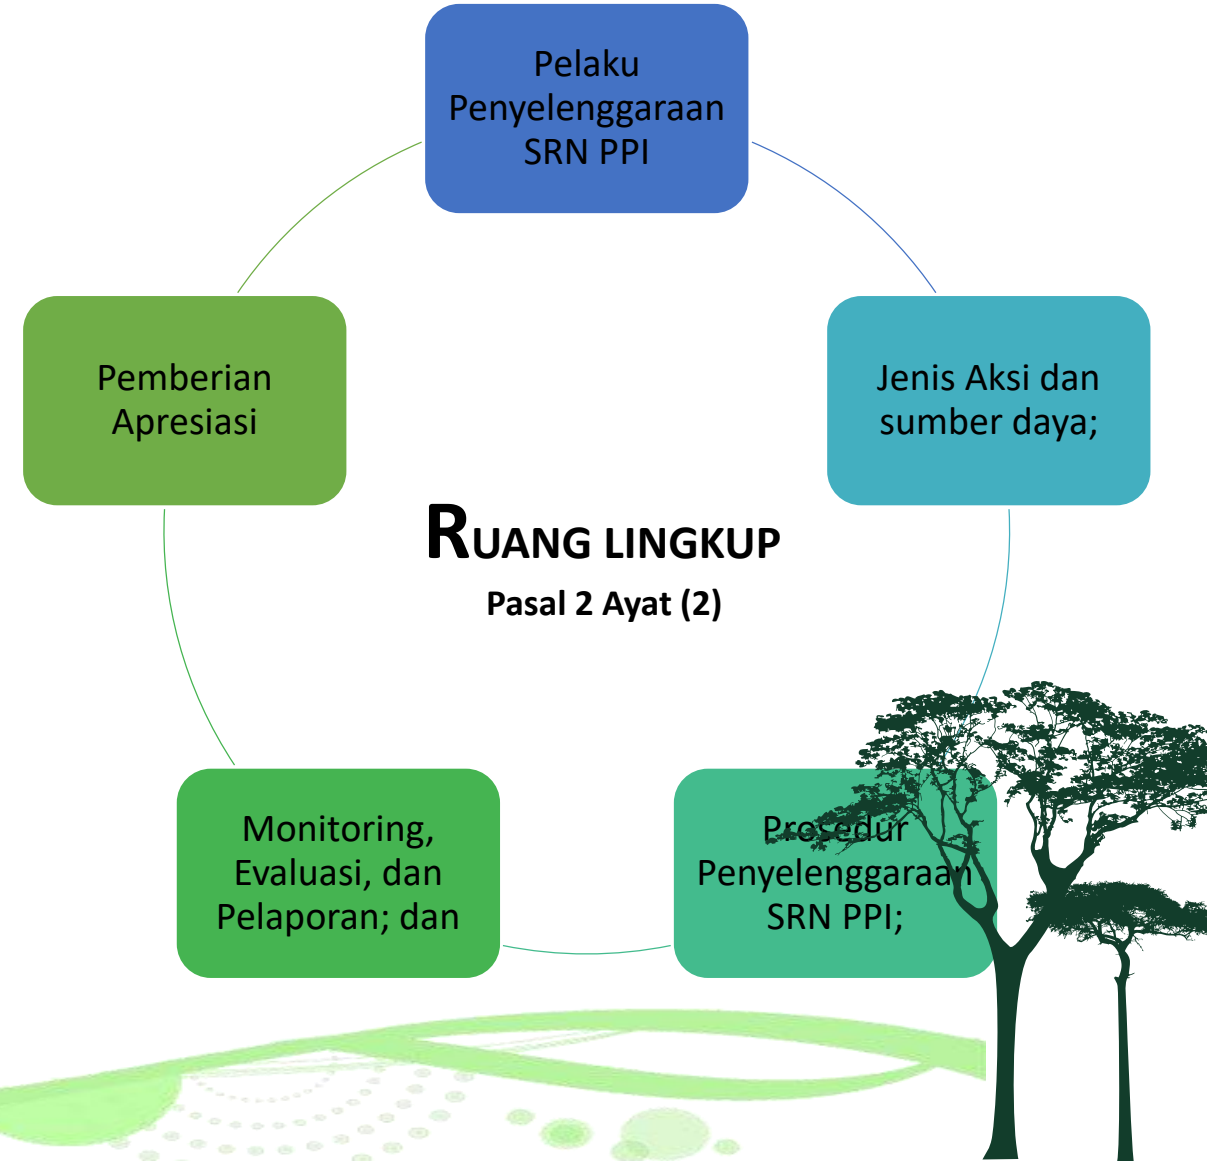 Pelaku
Penyelenggaraan
SRN PPI
Jenis Aksi dan
sumber daya;
Prosedur
Penyelenggaraan
SRN PPI;
Monitoring,
Evaluasi, dan
Pelaporan; dan
Pemberian
Apresiasi
RUANG LINGKUP
Pasal 2 Ayat (2)